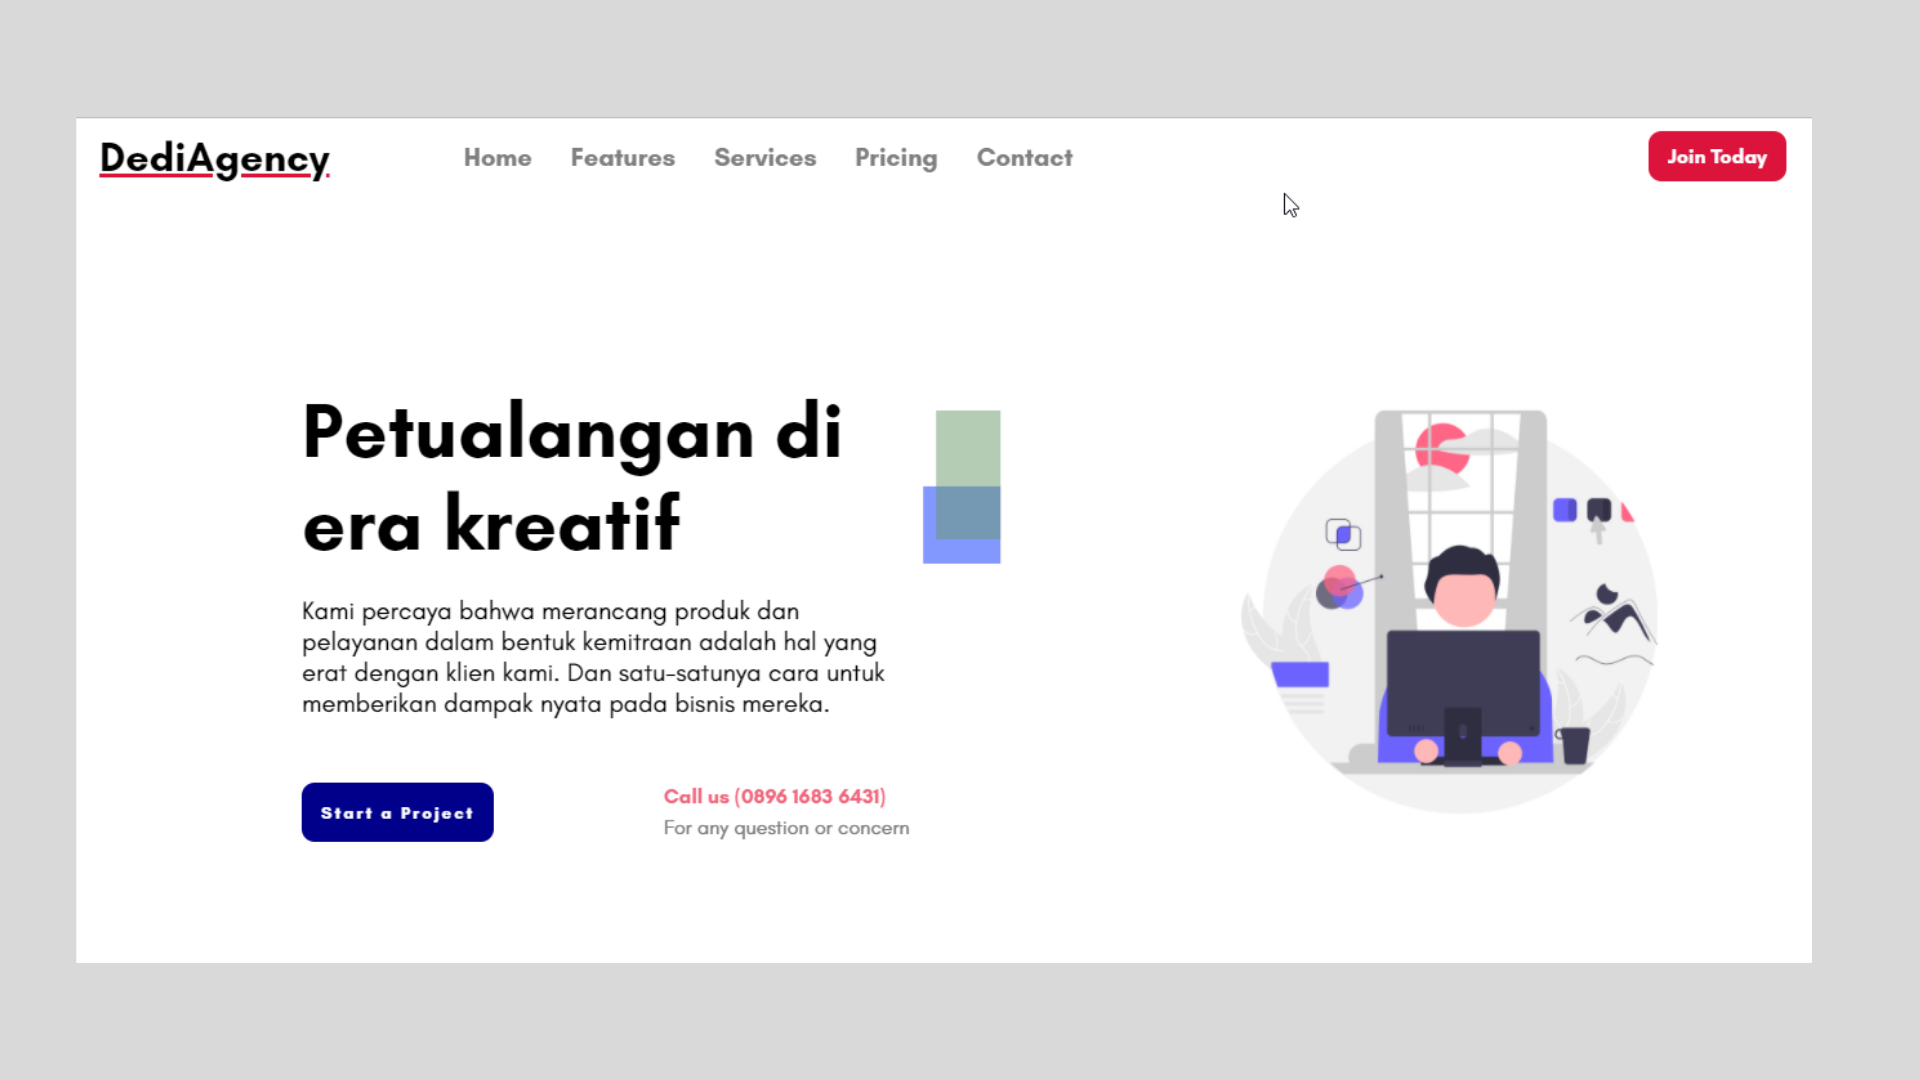 DediAgency
Home Features Services Pricing Contact
Join Today
Petualangan di
era kreatif
Kami percaya bahwa merancang produk dan
pelayanan dalam bentuk kemitraan adalah hal yang
erat dengan klien kami. Dan satu-satunya cara untuk
memberikan dampak nyata pada bisnis mereka.
Start a Project
Call us (0896 1683 6431)
For any question or concern